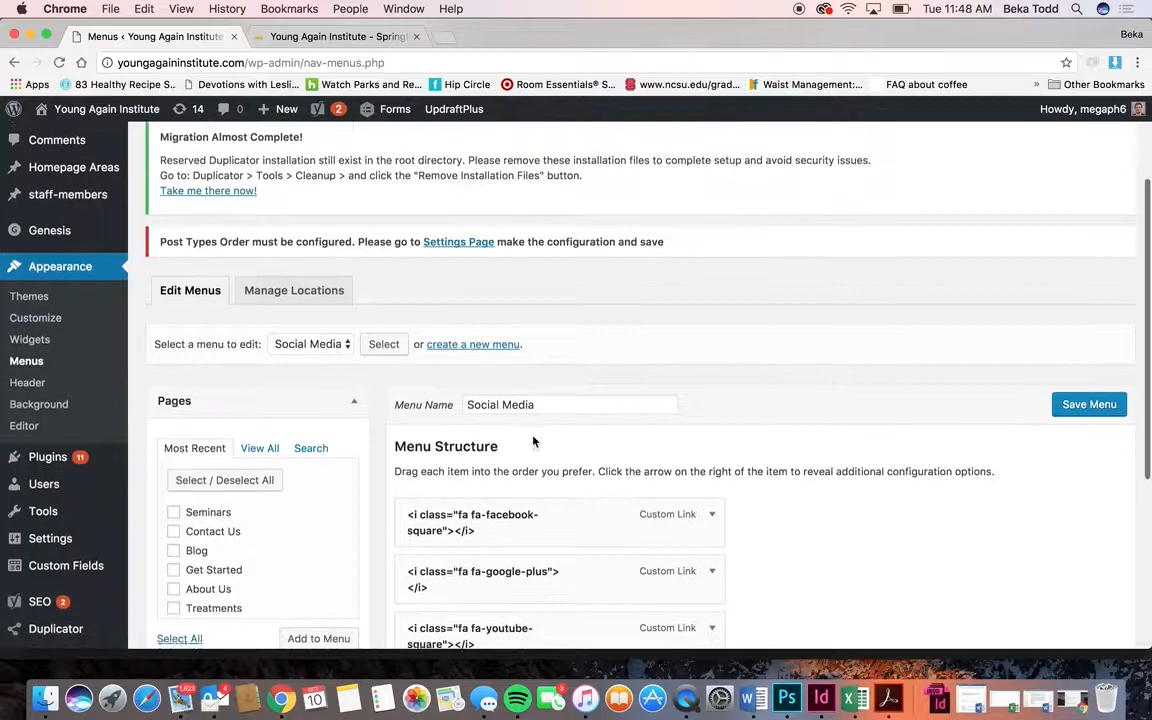 Chrome File Edit View History Bookmarks People Window Help Tue 11:48 AM Beka Todd
Menus ‹ Young Again Institute × Young Again Institute - Spring × Beka
youngagaininstitute.com/wp-admin/nav-menus.php
Apps 83 Healthy Recipe S... Devotions with Lesli... Watch Parks and Re... Hip Circle Room Essentials® S... www.ncsu.edu/grad... Waist Management:... FAQ about coffee » Other Bookmarks
Young Again Institute 14 0 New 2 Forms UpdraftPlus Howdy, megaph6
Comments
Homepage Areas
staff-members
Genesis
Appearance
Themes
Customize
Widgets
Menus
Header
Background
Editor
Plugins 11
Users
Tools
Settings
Custom Fields
SEO 2
Duplicator
Migration Almost Complete!
Reserved Duplicator installation still exist in the root directory. Please remove these installation files to complete setup and avoid security issues.
Go to: Duplicator > Tools > Cleanup > and click the "Remove Installation Files" button.
Take me there now!
Post Types Order must be configured. Please go to Settings Page make the configuration and save
Edit Menus Manage Locations
Select a menu to edit: Social Media Select or create a new menu.
Pages
Most Recent View All Search
Select / Deselect All
Seminars
Contact Us
Blog
Get Started
About Us
Treatments
Select All Add to Menu
Menu Name Social Media Save Menu
Menu Structure
Drag each item into the order you prefer. Click the arrow on the right of the item to reveal additional configuration options.
<i class="fa fa-facebook- Custom Link
square"></i>
<i class="fa fa-google-plus"> Custom Link
</i>
<i class="fa fa-youtube- Custom Link
square"></i>
1,823 4 10 3 Ps Id